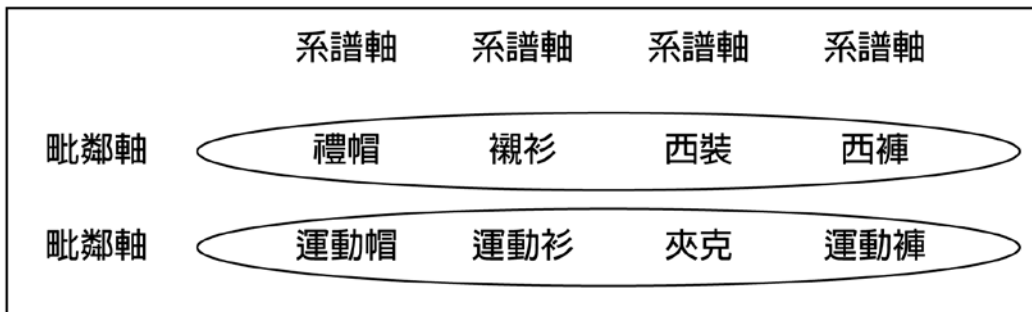 系譜軸 系譜軸 系譜軸 系譜軸
毗鄰軸 禮帽 襯衫 西裝 西褲
毗鄰軸 運動帽 運動衫 夾克 運動褲